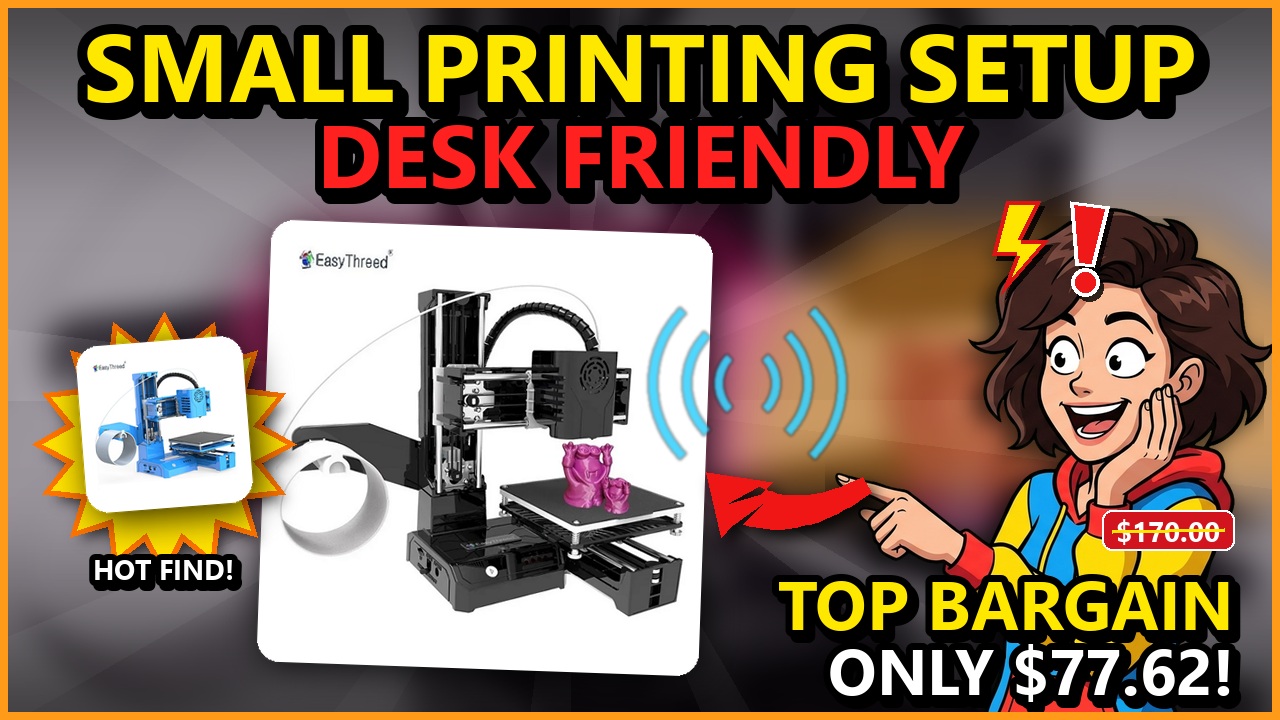 SMALL PRINTING SETUP
DESK FRIENDLY
EasyThreed®
EasyThreed
HOT FIND!
$170.00
TOP BARGAIN
ONLY $77.62!